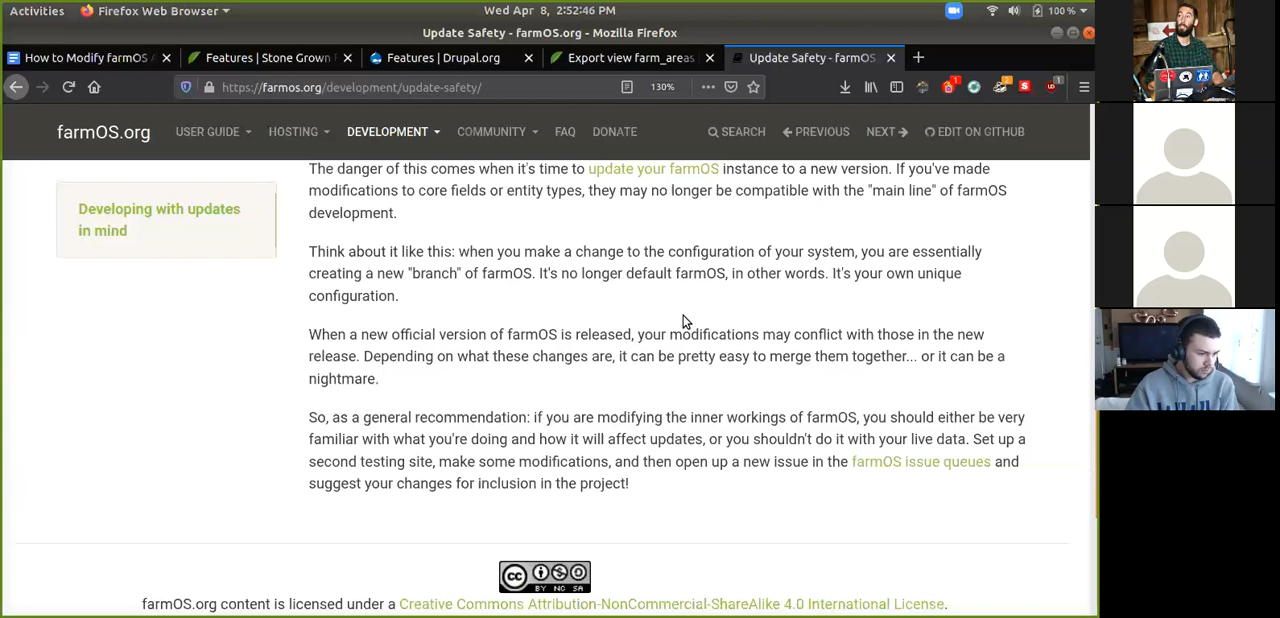 Activities Firefox Web Browser Wed Apr 8, 2:52:46 PM 100 %
Update Safety - farmOS.org - Mozilla Firefox
How to Modify farmOS Features | Stone Grown Features | Drupal.org Export view farm_areas Update Safety - farmOS
https://farmos.org/development/update-safety/ 130%
farmOS.org USER GUIDE HOSTING DEVELOPMENT COMMUNITY FAQ DONATE SEARCH PREVIOUS NEXT EDIT ON GITHUB
Developing with updates
in mind
The danger of this comes when it's time to update your farmOS instance to a new version. If you've made
modifications to core fields or entity types, they may no longer be compatible with the "main line" of farmOS
development.
Think about it like this: when you make a change to the configuration of your system, you are essentially
creating a new "branch" of farmOS. It's no longer default farmOS, in other words. It's your own unique
configuration.
When a new official version of farmOS is released, your modifications may conflict with those in the new
release. Depending on what these changes are, it can be pretty easy to merge them together... or it can be a
nightmare.
So, as a general recommendation: if you are modifying the inner workings of farmOS, you should either be very
familiar with what you're doing and how it will affect updates, or you shouldn't do it with your live data. Set up a
second testing site, make some modifications, and then open up a new issue in the farmOS issue queues and
suggest your changes for inclusion in the project!
cc BY NC SA
farmOS.org content is licensed under a Creative Commons Attribution-NonCommercial-ShareAlike 4.0 International License.